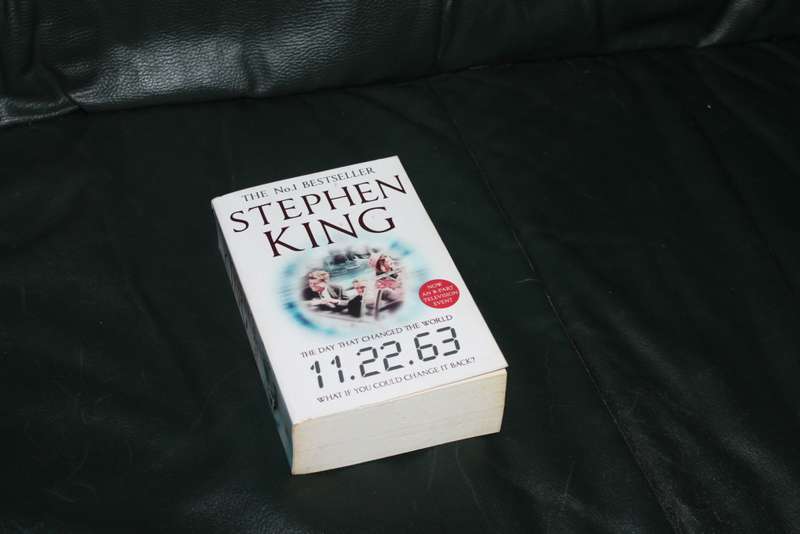 THE No.1 BESTSELLER
STEPHEN
KING
NOW
AN 8-PART
TELEVISION
EVENT
THE DAY THAT CHANGED THE WORLD
11.22.63
WHAT IF YOU COULD CHANGE IT BACK?